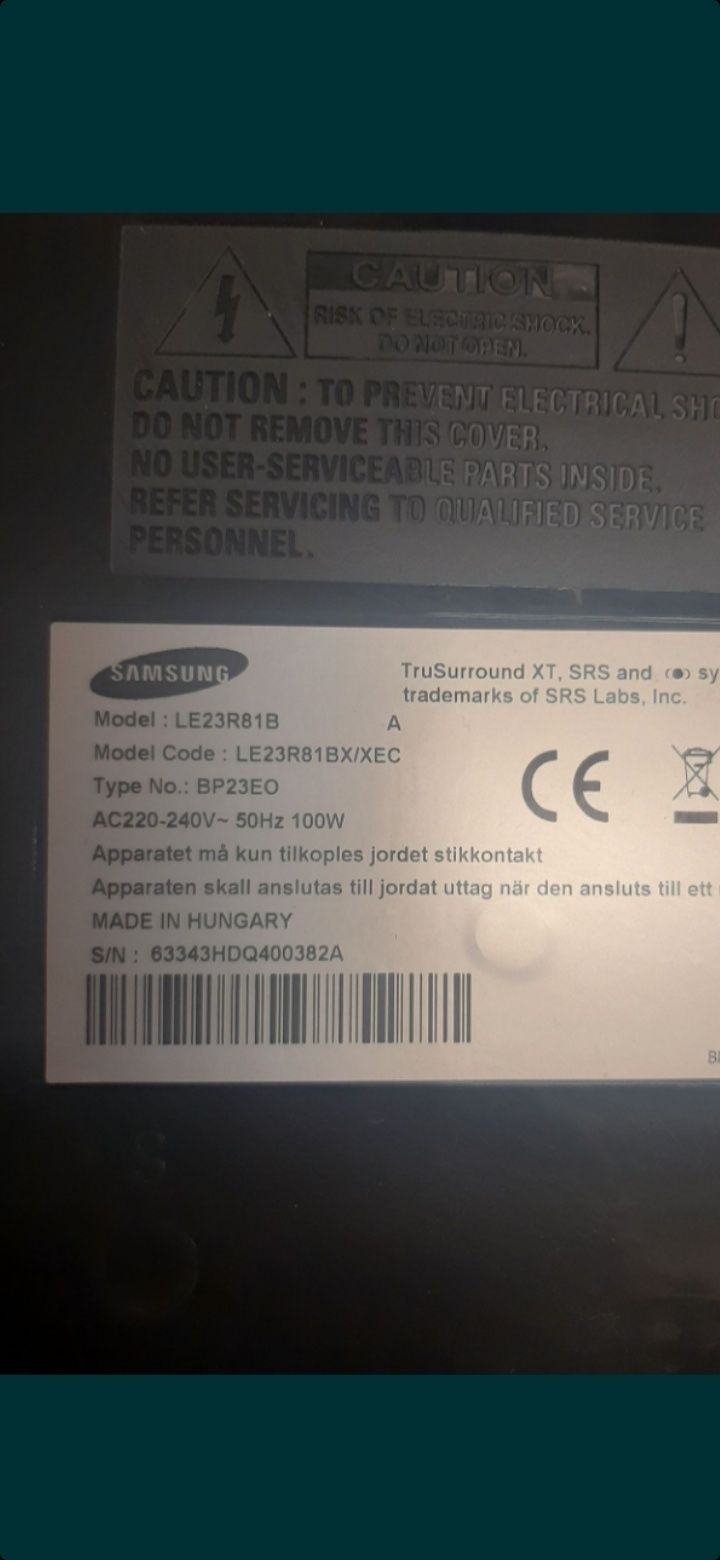 CAUTION
RISK OF ELECTRIC SHOCK.
DO NOT OPEN.
CAUTION : TO PREVENT ELECTRICAL SHO
DO NOT REMOVE THIS COVER.
NO USER-SERVICEABLE PARTS INSIDE.
REFER SERVICING TO QUALIFIED SERVICE
PERSONNEL.
SAMSUNG
TruSurround XT, SRS and (●) sy
trademarks of SRS Labs, Inc.
Model : LE23R81B A
Model Code : LE23R81BX/XEC
Type No.: BP23EO
CE
AC220-240V~ 50Hz 100W
Apparatet må kun tilkoples jordet stikkontakt
Apparaten skall anslutas till jordat uttag när den ansluts till ett
MADE IN HUNGARY
S/N : 63343HDQ400382A